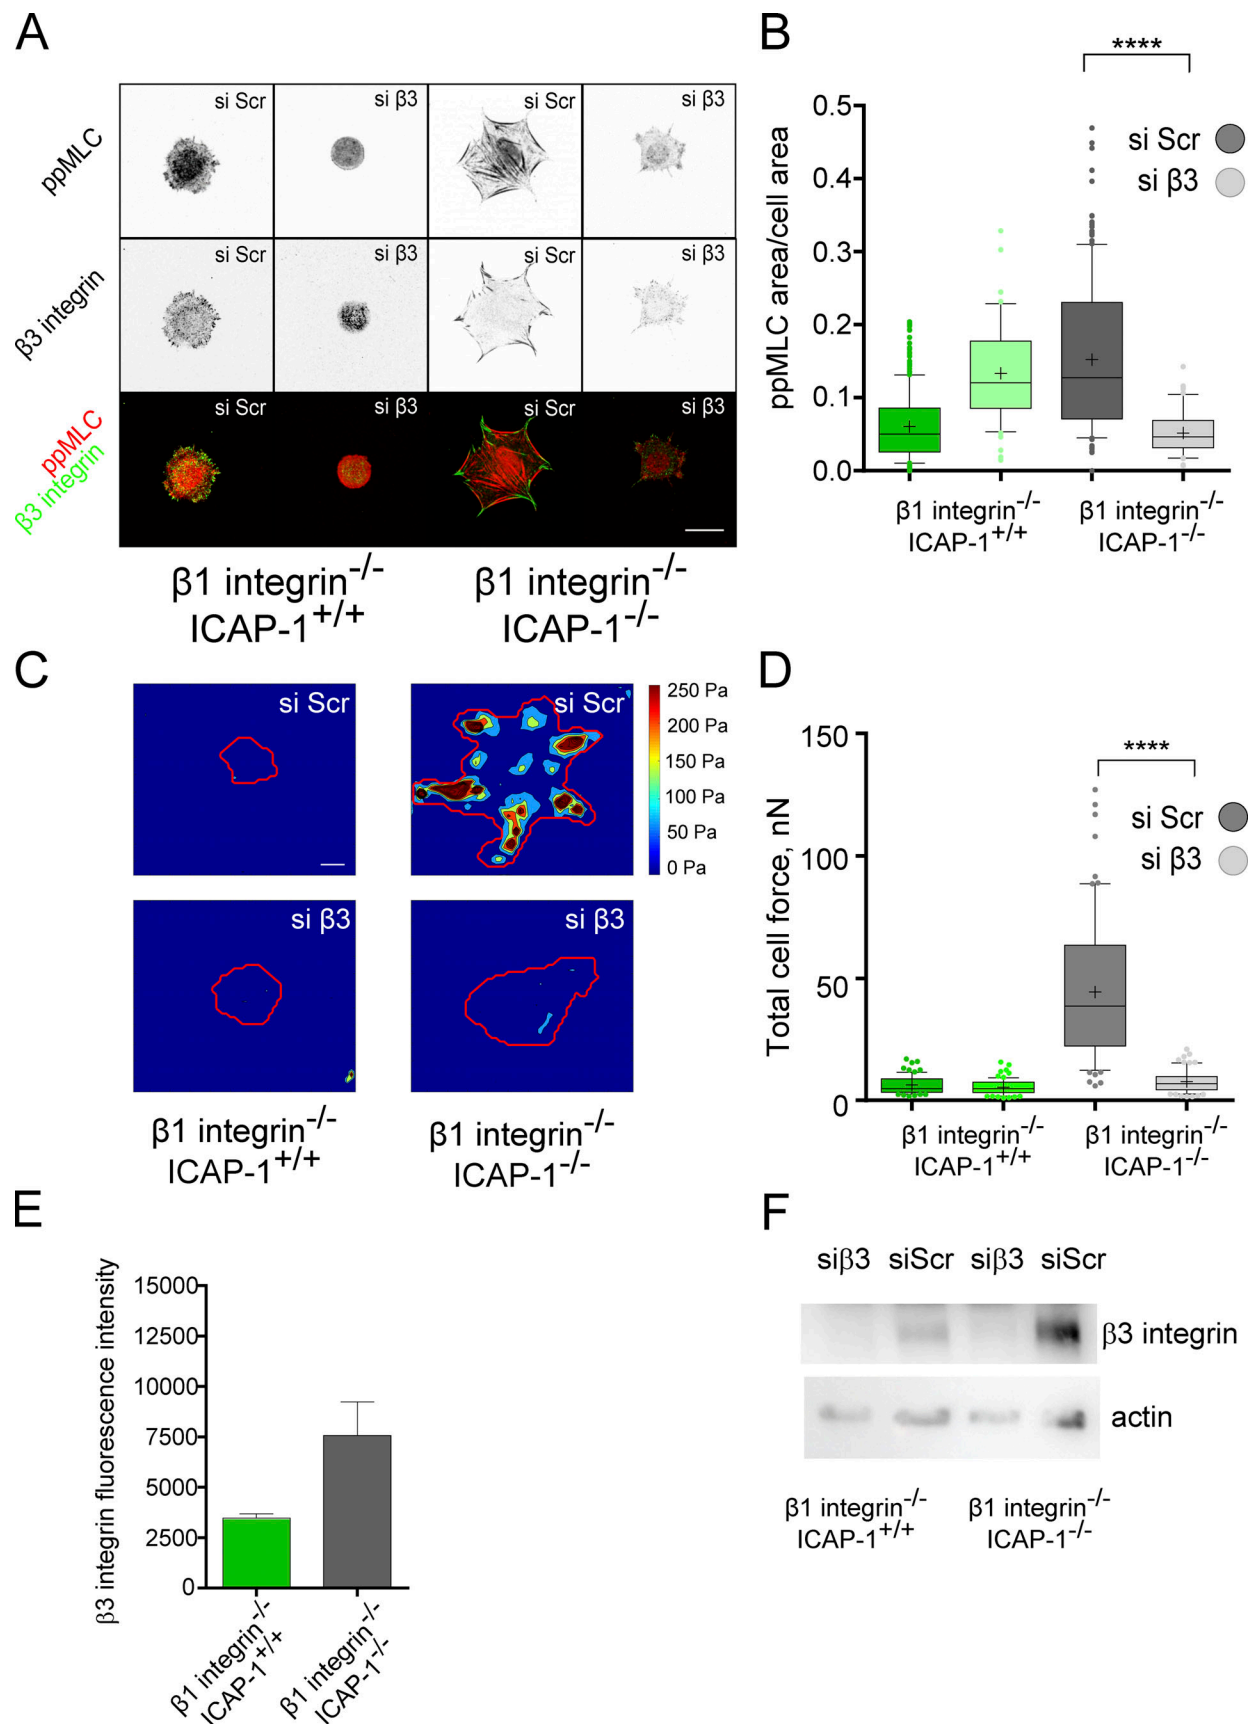 A
ppMLC
β3 integrin
ppMLC
β3 integrin
si Scr
si β3
si Scr
si β3
si Scr
si β3
si Scr
si β3
si Scr
si β3
si Scr
si β3
β1 integrin-/-
ICAP-1+/+
β1 integrin-/-
ICAP-1-/-
B
ppMLC area/cell area
0.5
0.4
0.3
0.2
0.1
0.0
****
si Scr
si β3
β1 integrin-/-
ICAP-1+/+
β1 integrin-/-
ICAP-1-/-
C
si Scr
si Scr
250 Pa
200 Pa
150 Pa
100 Pa
50 Pa
0 Pa
si β3
si β3
β1 integrin-/-
ICAP-1+/+
β1 integrin-/-
ICAP-1-/-
D
Total cell force, nN
150
100
50
0
****
si Scr
si β3
β1 integrin-/-
ICAP-1+/+
β1 integrin-/-
ICAP-1-/-
E
β3 integrin fluorescence intensity
15000
12500
10000
7500
5000
2500
0
β1 integrin-/-
ICAP-1+/+
β1 integrin-/-
ICAP-1-/-
F
siβ3 siScr siβ3 siScr
β3 integrin
actin
β1 integrin-/-
ICAP-1+/+
β1 integrin-/-
ICAP-1-/-